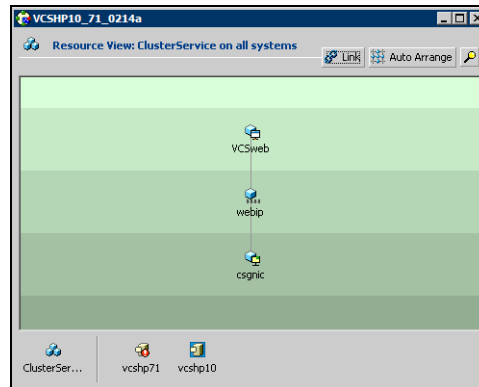 VCSHP10_71_0214a
Resource View: ClusterService on all systems
Link
Auto Arrange
VCSweb
webip
csgnic
ClusterSer...
vcshp71
vcshp10